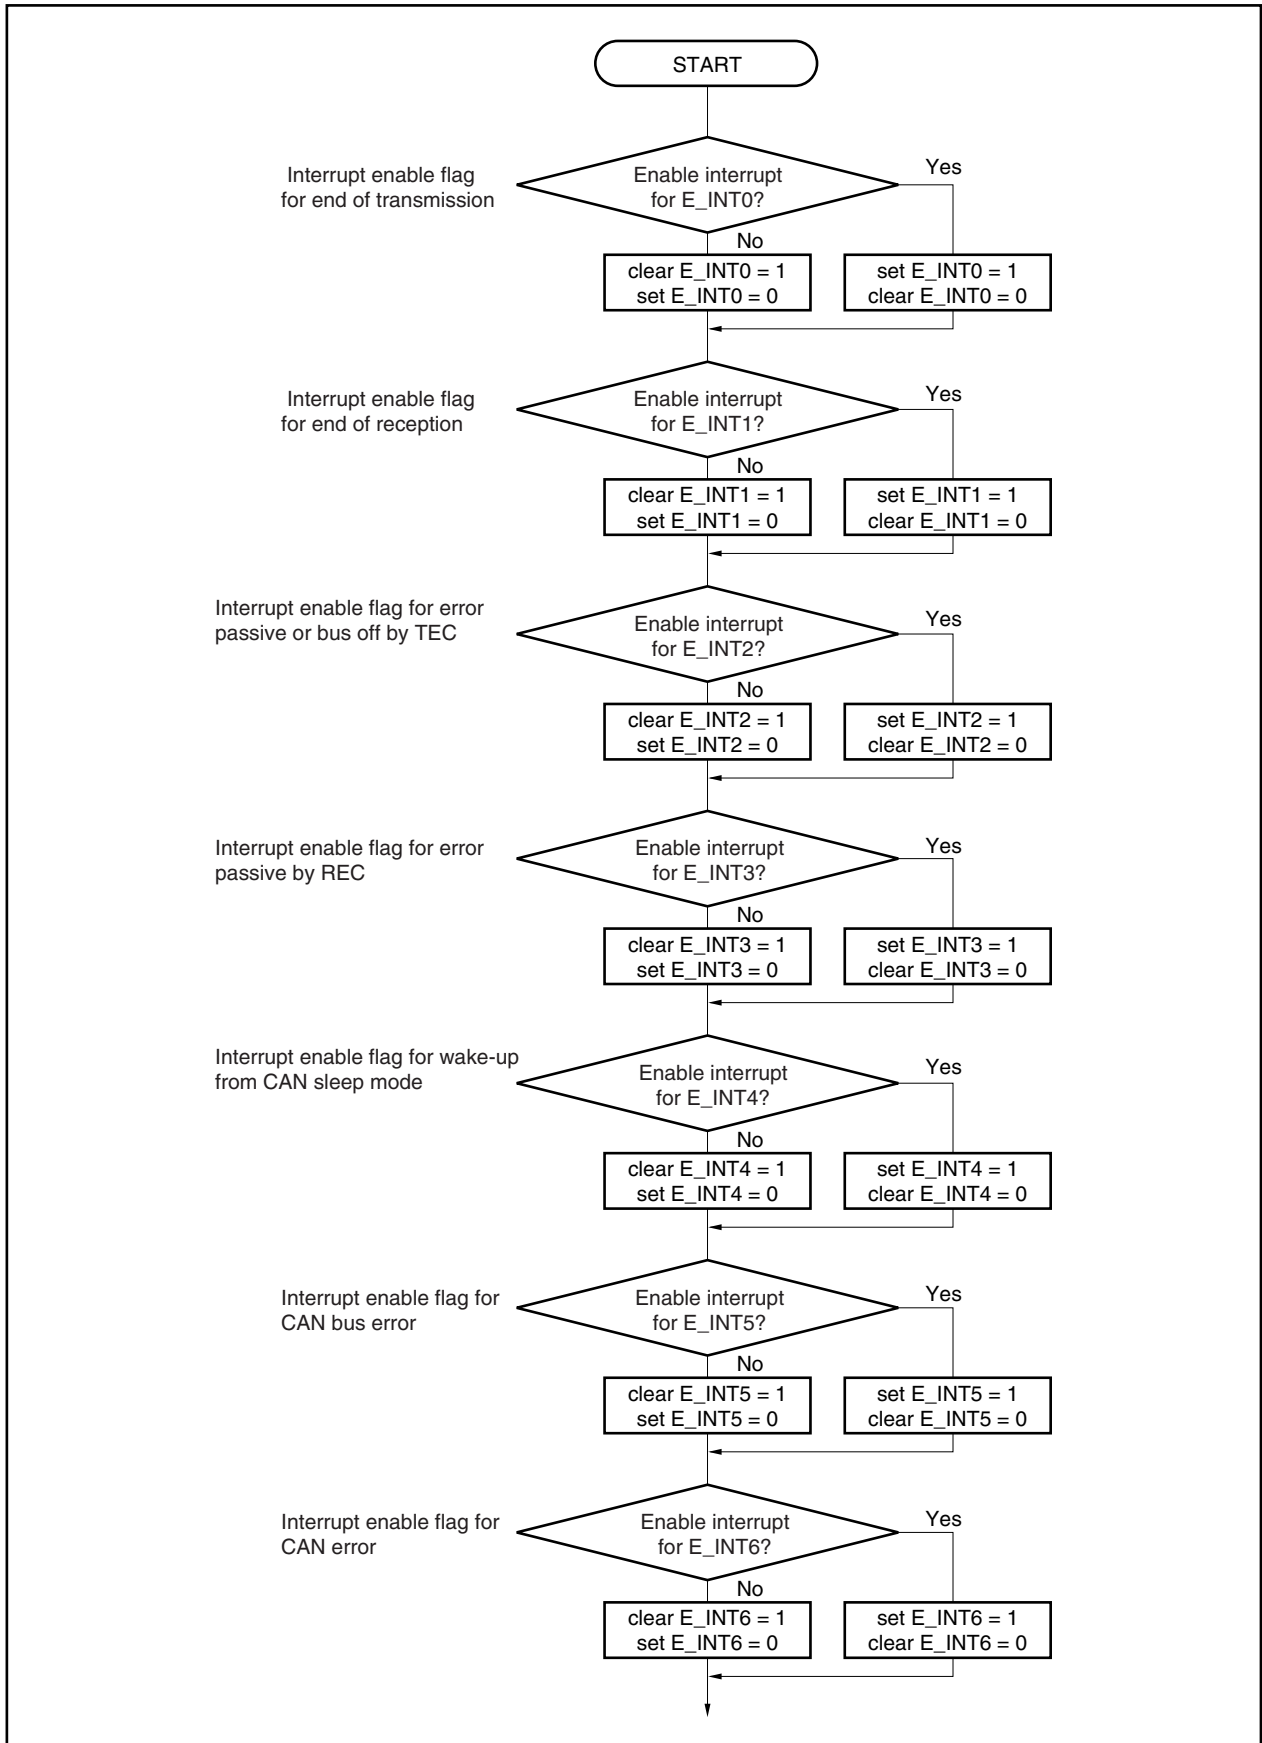 START
Interrupt enable flag
for end of transmission
Enable interrupt
for E_INT0?
Yes
No
clear E_INT0 = 1
set E_INT0 = 0
set E_INT0 = 1
clear E_INT0 = 0
Interrupt enable flag
for end of reception
Enable interrupt
for E_INT1?
Yes
No
clear E_INT1 = 1
set E_INT1 = 0
set E_INT1 = 1
clear E_INT1 = 0
Interrupt enable flag for error
passive or bus off by TEC
Enable interrupt
for E_INT2?
Yes
No
clear E_INT2 = 1
set E_INT2 = 0
set E_INT2 = 1
clear E_INT2 = 0
Interrupt enable flag for error
passive by REC
Enable interrupt
for E_INT3?
Yes
No
clear E_INT3 = 1
set E_INT3 = 0
set E_INT3 = 1
clear E_INT3 = 0
Interrupt enable flag for wake-up
from CAN sleep mode
Enable interrupt
for E_INT4?
Yes
No
clear E_INT4 = 1
set E_INT4 = 0
set E_INT4 = 1
clear E_INT4 = 0
Interrupt enable flag for
CAN bus error
Enable interrupt
for E_INT5?
Yes
No
clear E_INT5 = 1
set E_INT5 = 0
set E_INT5 = 1
clear E_INT5 = 0
Interrupt enable flag for
CAN error
Enable interrupt
for E_INT6?
Yes
No
clear E_INT6 = 1
set E_INT6 = 0
set E_INT6 = 1
clear E_INT6 = 0